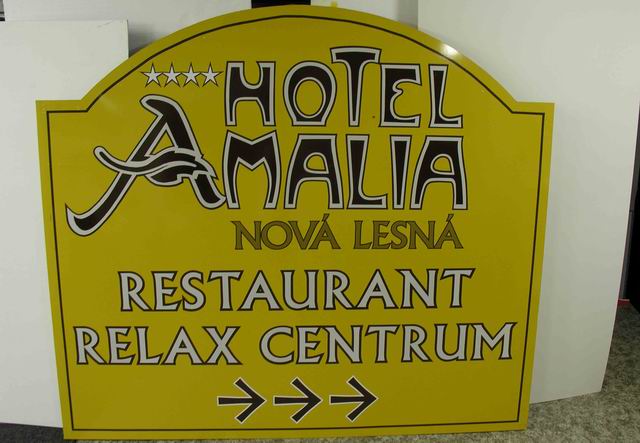 HOTEL
AMALIA
NOVÁ LESNÁ
RESTAURANT
RELAX CENTRUM